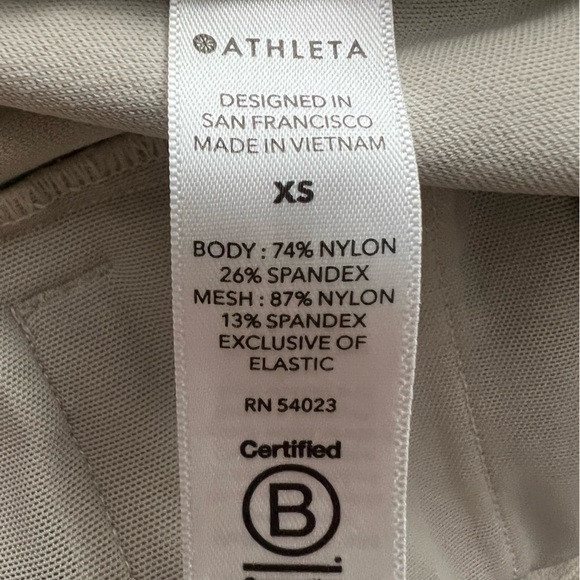 ATHLETA
DESIGNED IN
SAN FRANCISCO
MADE IN VIETNAM
XS
BODY : 74% NYLON
26% SPANDEX
MESH : 87% NYLON
13% SPANDEX
EXCLUSIVE OF
ELASTIC
RN 54023
Certified
B